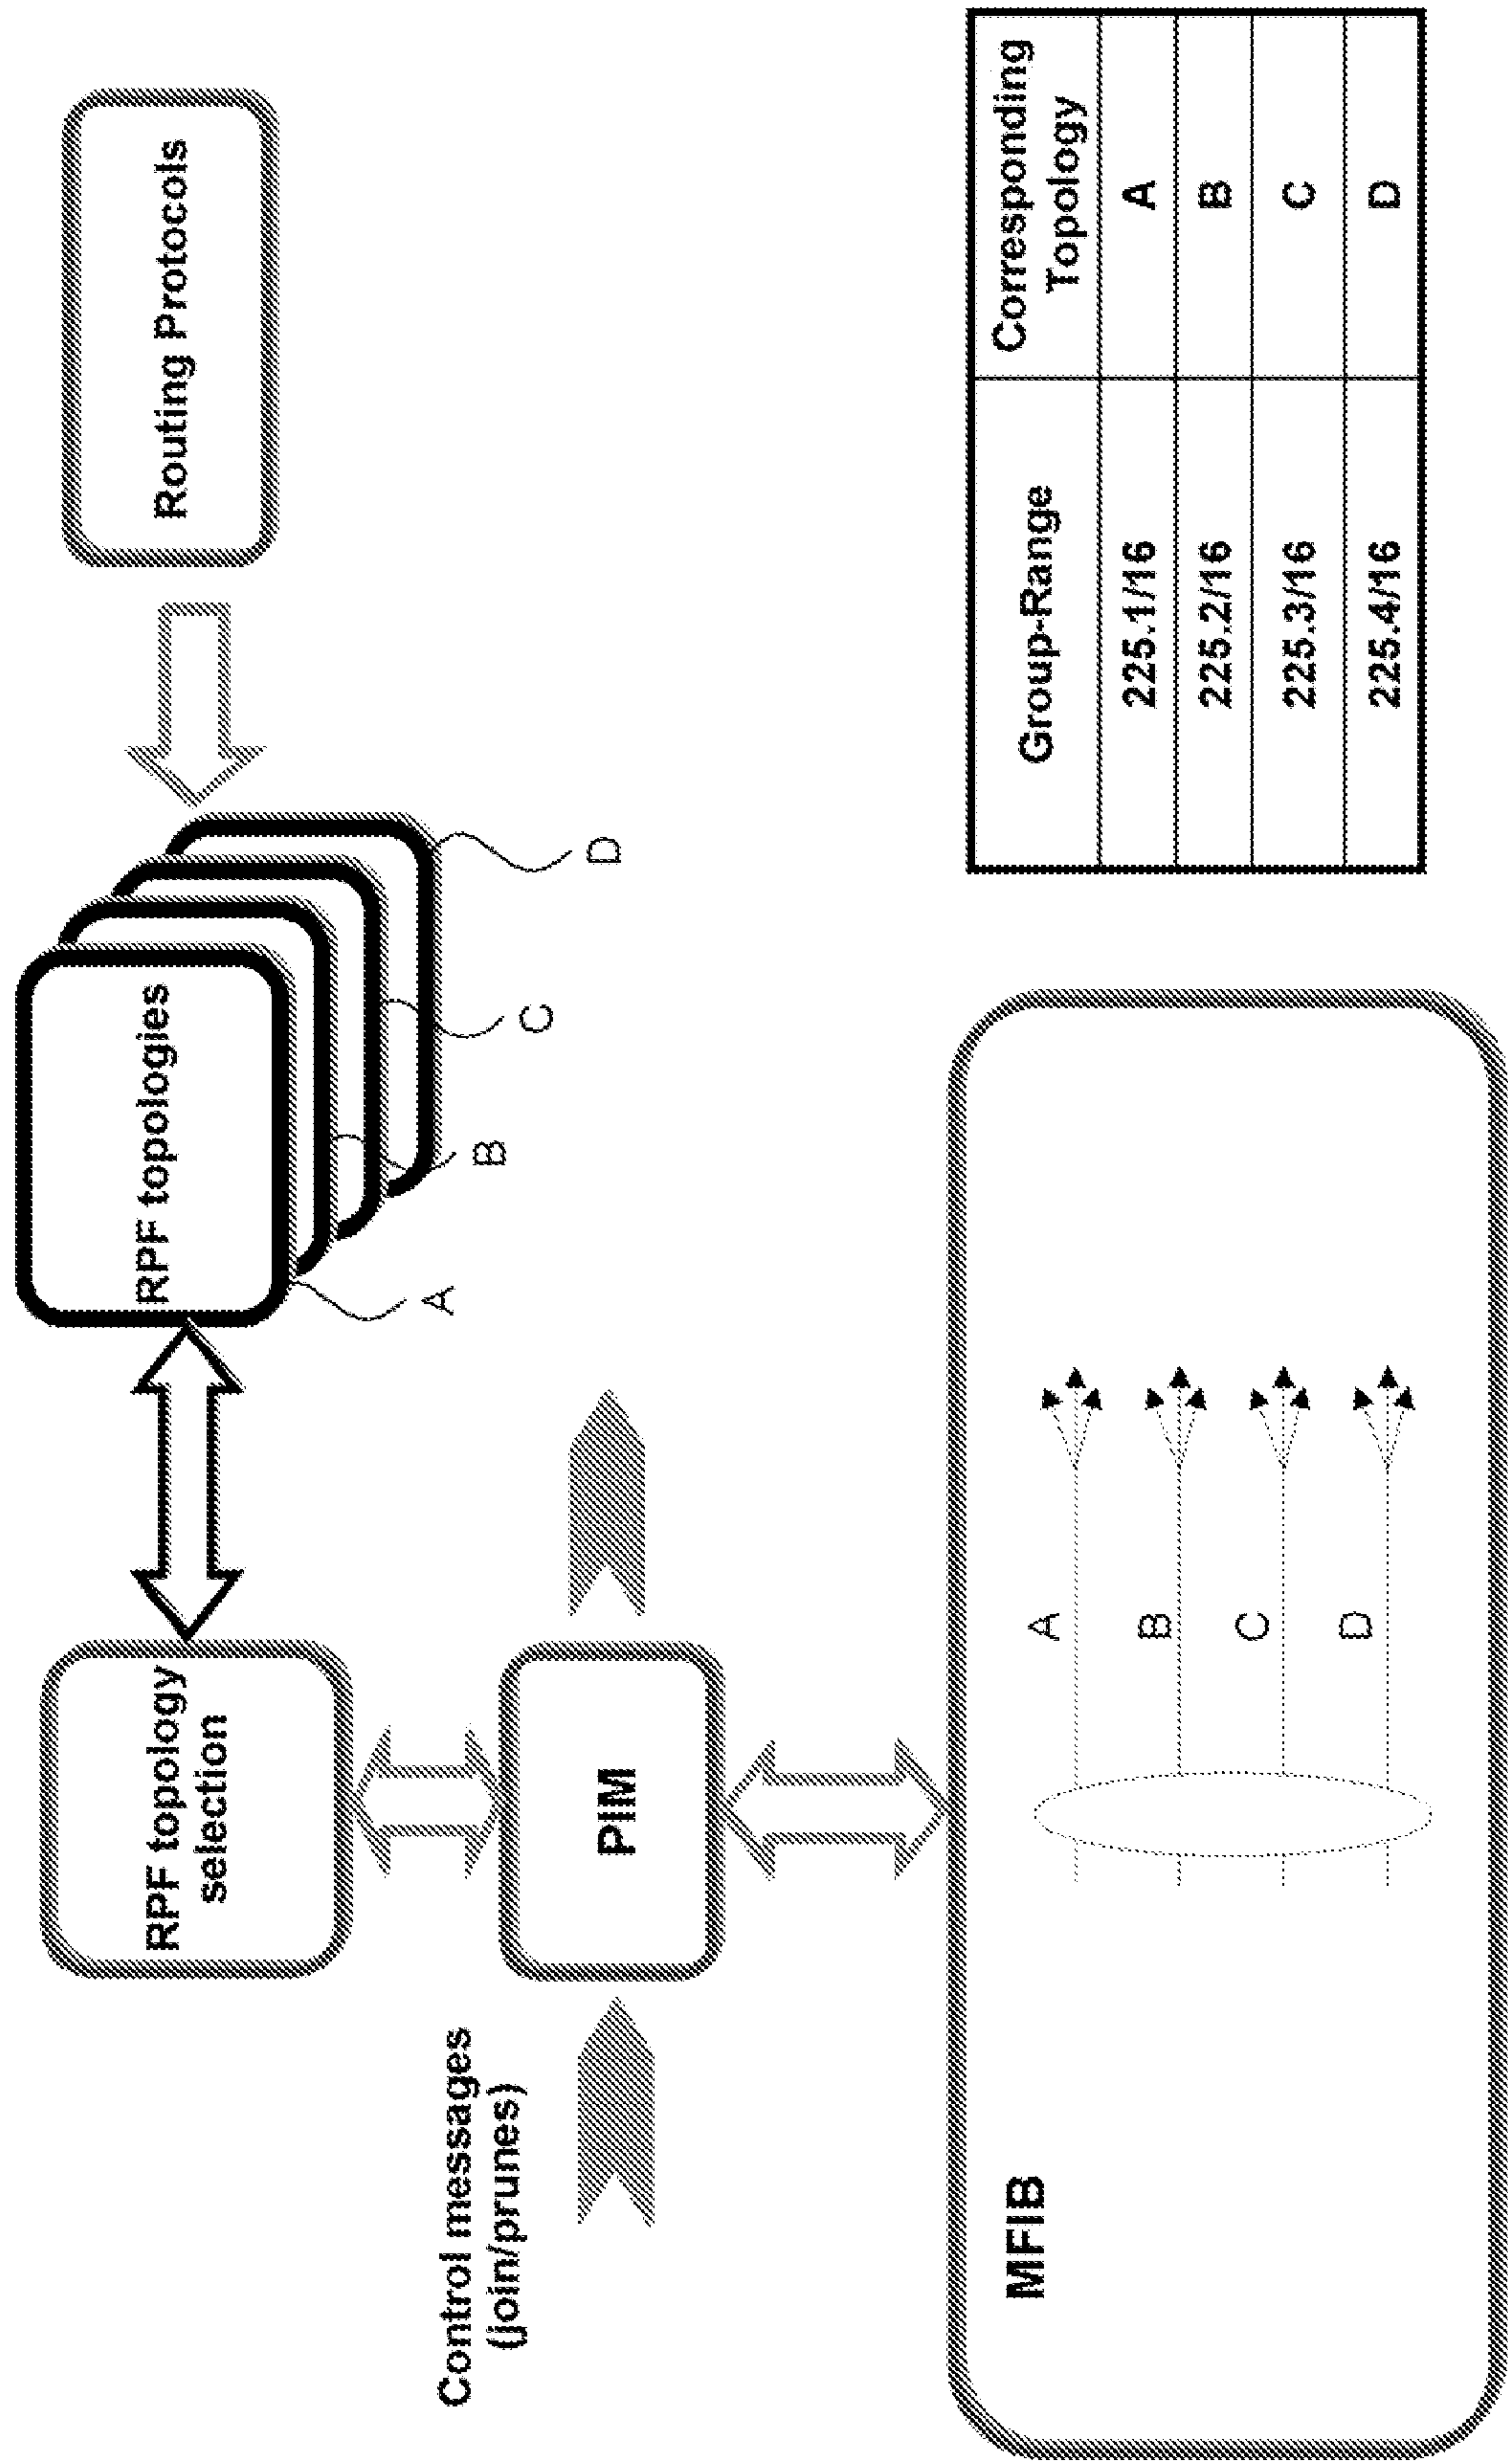 RPF topology
selection
RPF topologies
Routing Protocols
A
B
C
D
Control messages
(join/prunes)
PIM
MFIB
A
B
C
D
Group-Range Corresponding Topology
225.1/16 A
225.2/16 B
225.3/16 C
225.4/16 D